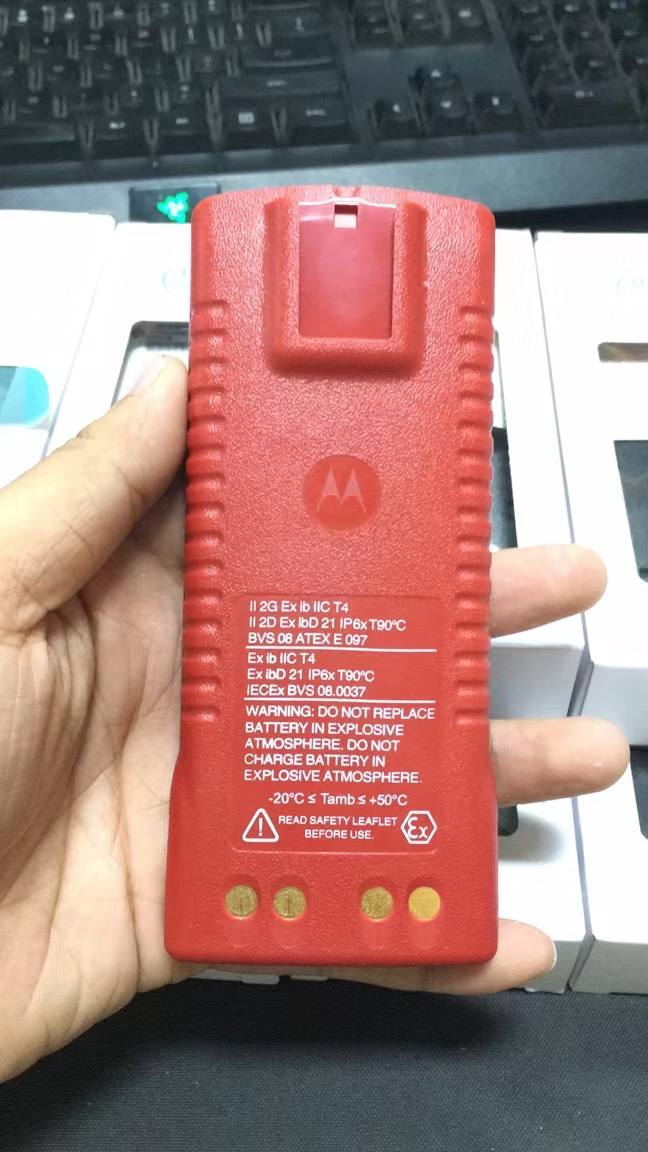 II 2G Ex ib IIC T4
II 2D Ex ibD 21 IP6x T90°C
BVS 08 ATEX E 097
Ex ib IIC T4
Ex ibD 21 IP6x T90°C
IECEx BVS 08.0037
WARNING: DO NOT REPLACE
BATTERY IN EXPLOSIVE
ATMOSPHERE. DO NOT
CHARGE BATTERY IN
EXPLOSIVE ATMOSPHERE.
-20°C ≤ Tamb ≤ +50°C
READ SAFETY LEAFLET
BEFORE USE.
Ex